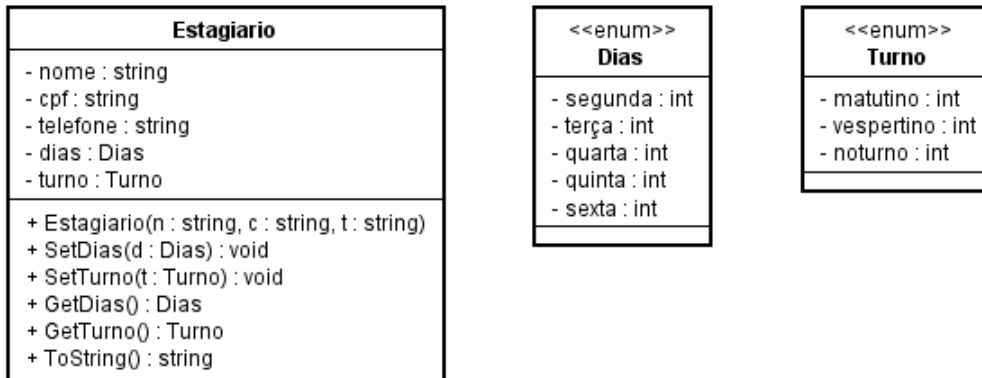 Estagiario
- nome : string
- cpf : string
- telefone : string
- dias : Dias
- turno : Turno
+ Estagiario(n : string, c : string, t : string)
+ SetDias(d : Dias) : void
+ SetTurno(t : Turno) : void
+ GetDias() : Dias
+ GetTurno() : Turno
+ ToString() : string
<<enum>>
Dias
- segunda : int
- terça : int
- quarta : int
- quinta : int
- sexta : int
<<enum>>
Turno
- matutino : int
- vespertino : int
- noturno : int